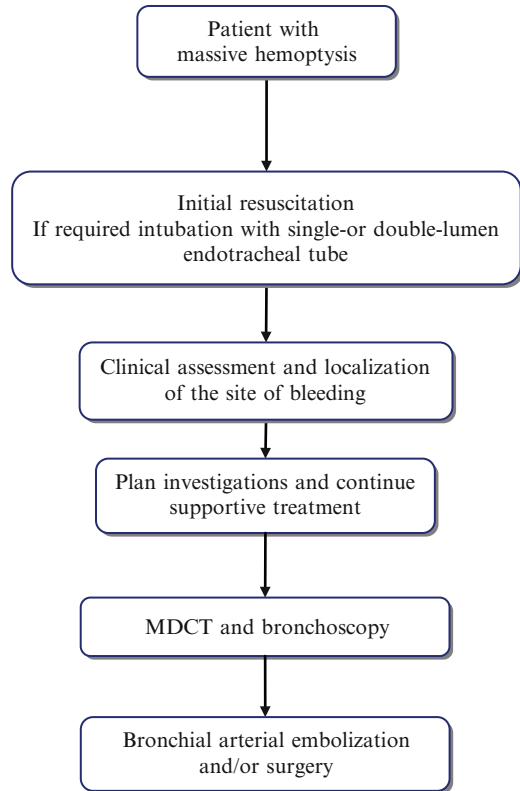 Patient with
massive hemoptysis
Initial resuscitation
If required intubation with single-or double-lumen
endotracheal tube
Clinical assessment and localization
of the site of bleeding
Plan investigations and continue
supportive treatment
MDCT and bronchoscopy
Bronchial arterial embolization
and/or surgery